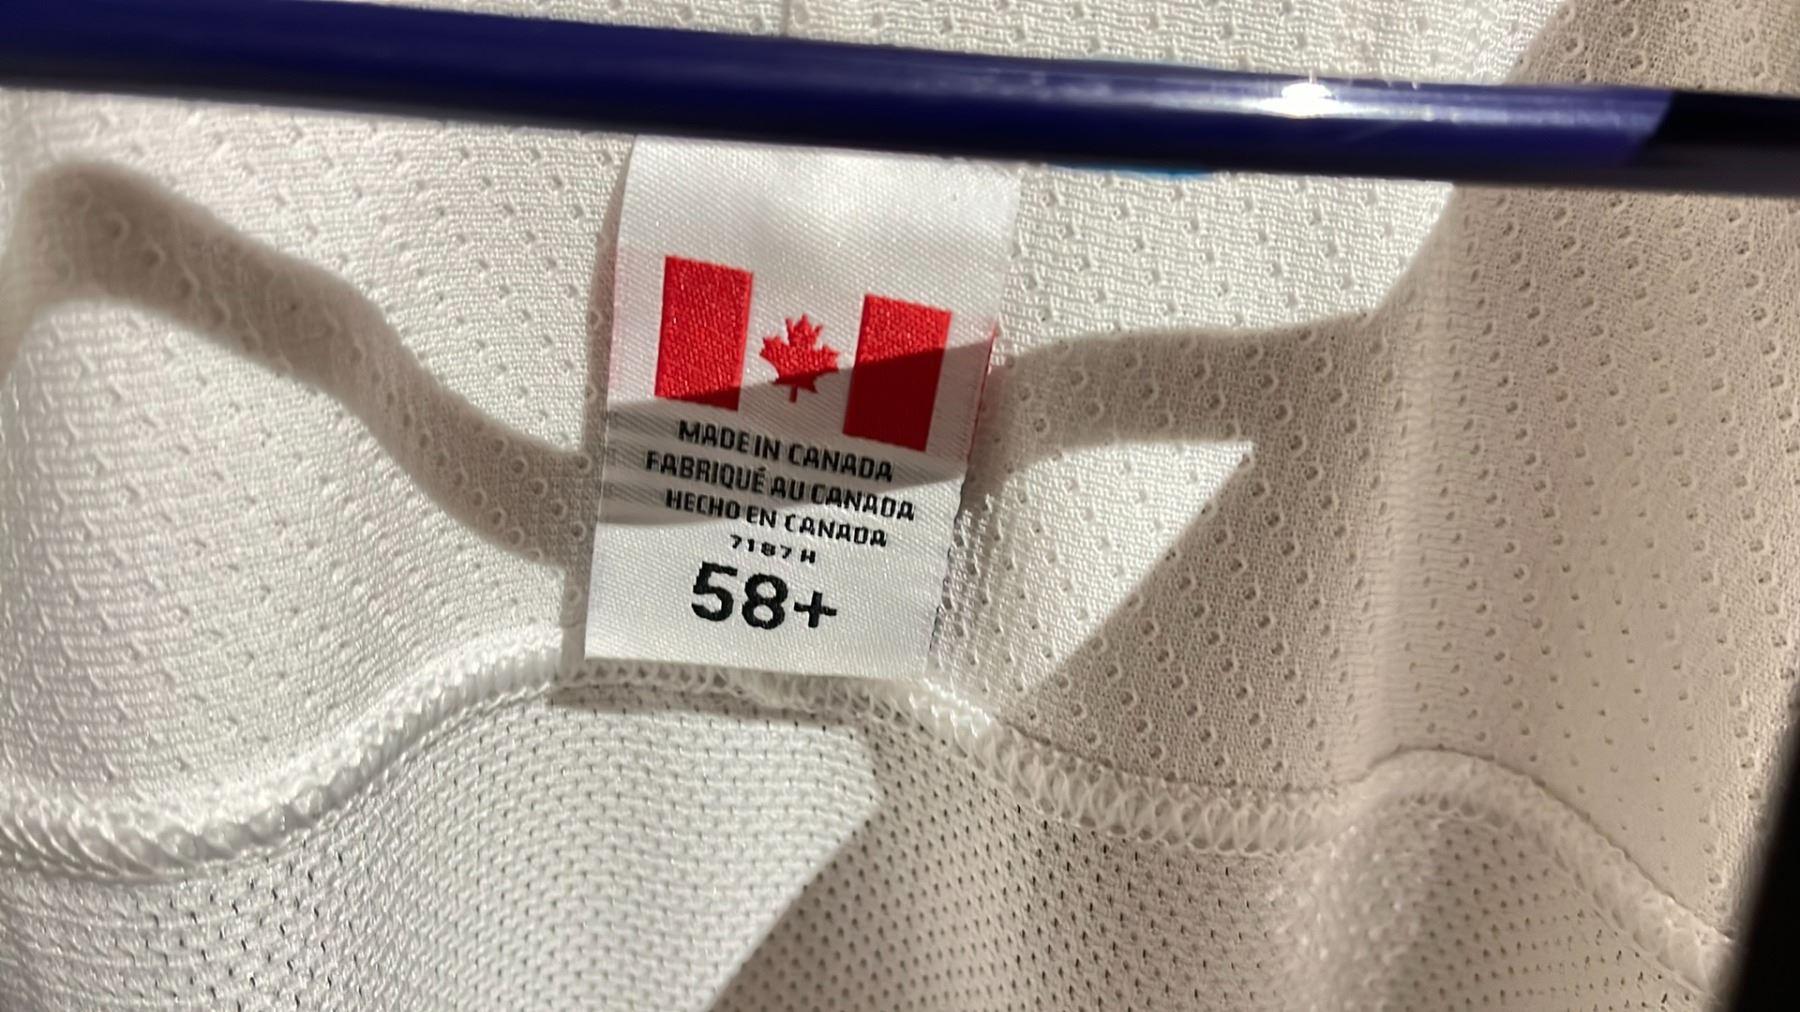 MADE IN CANADA
FABRIQUÉ AU CANADA
HECHO EN CANADA
7187 H
58+